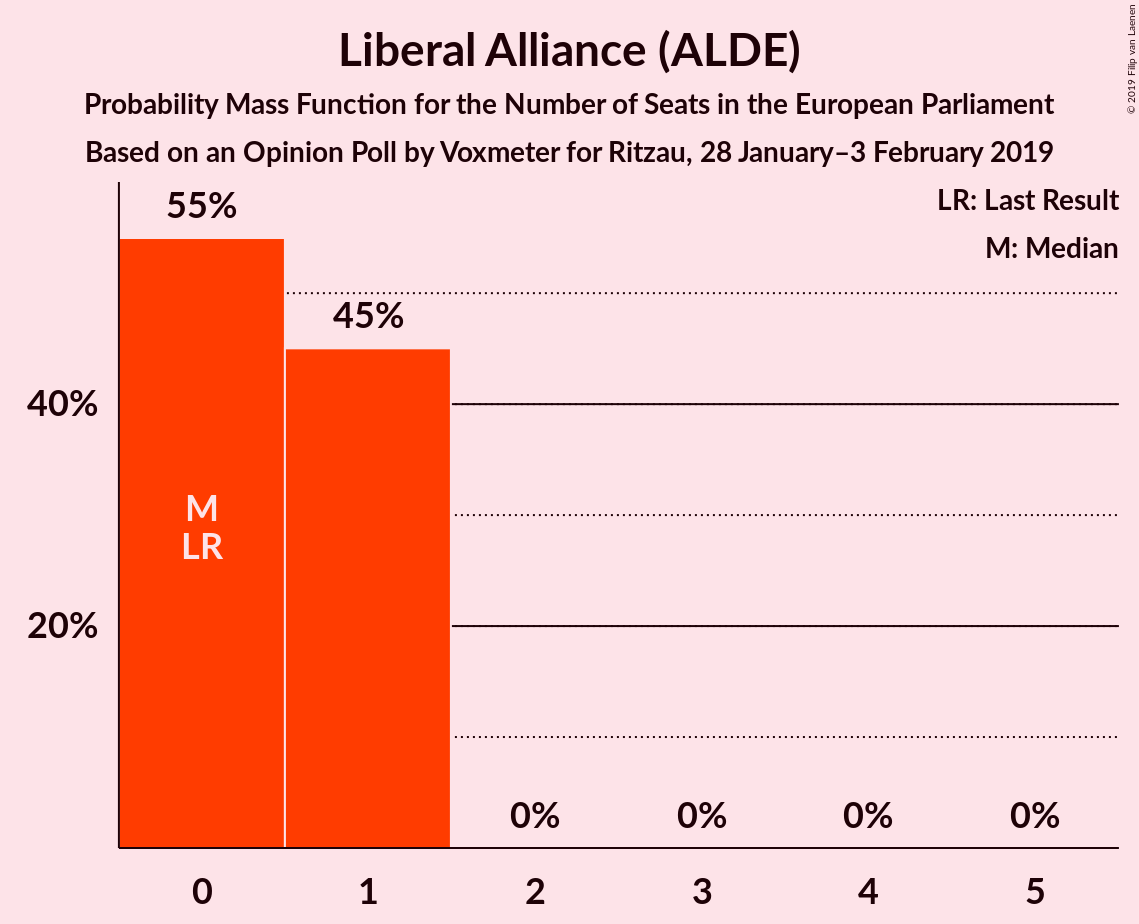 Liberal Alliance (ALDE)
Probability Mass Function for the Number of Seats in the European Parliament
Based on an Opinion Poll by Voxmeter for Ritzau, 28 January–3 February 2019
© 2019 Filip van Laenen
LR: Last Result
M: Median
55%
45%
40%
M
LR
20%
0%
0%
0%
0%
0
1
2
3
4
5